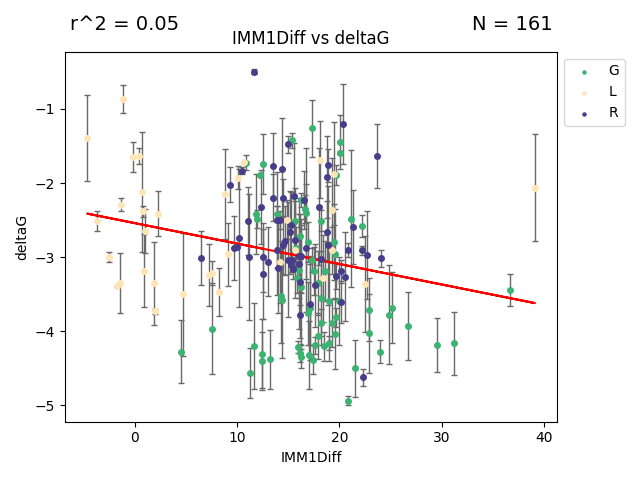 r^2 = 0.05
N = 161
IMM1Diff vs deltaG
G
L
R
−1
−2
−3
−4
−5
deltaG
0 10 20 30 40
IMM1Diff